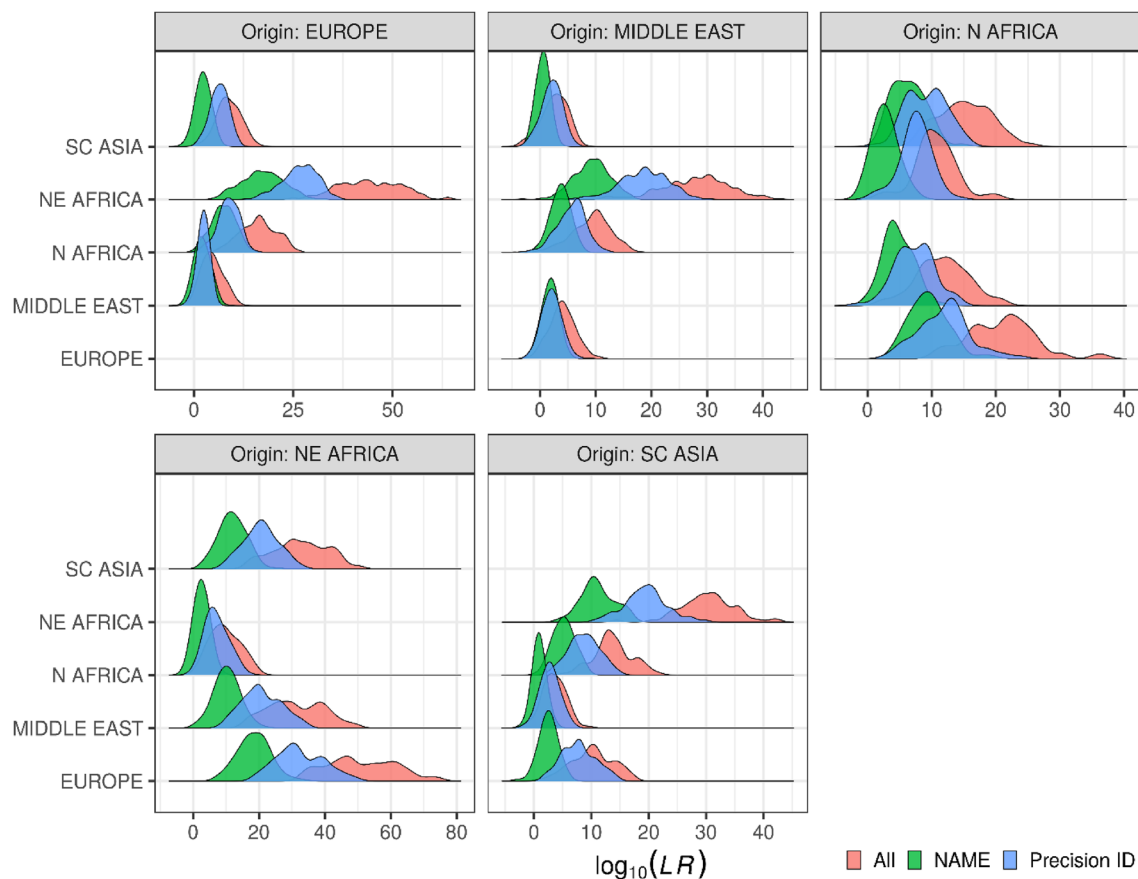 Origin: EUROPE
Origin: MIDDLE EAST
Origin: N AFRICA
SC ASIA
NE AFRICA
N AFRICA
MIDDLE EAST
EUROPE
0 25 50
0 10 20 30 40
0 10 20 30 40
Origin: NE AFRICA
Origin: SC ASIA
SC ASIA
NE AFRICA
N AFRICA
MIDDLE EAST
EUROPE
0 20 40 60 80
0 10 20 30 40
log₁₀(LR)
All NAME Precision ID